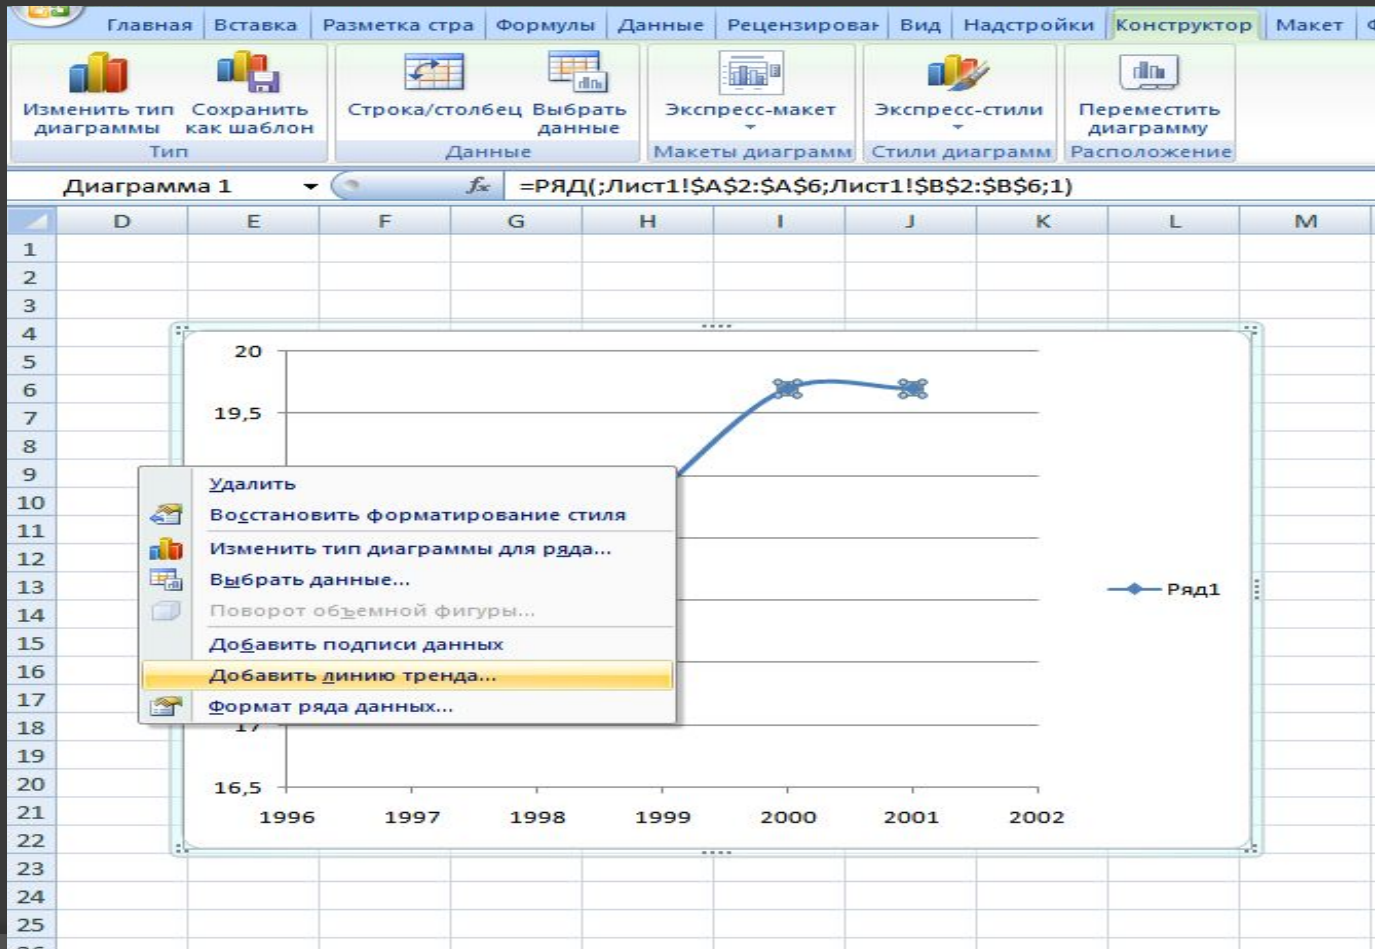 Главная Вставка Разметка стра Формулы Данные Рецензирован Вид Надстройки Конструктор Макет
Изменить тип диаграммы
Сохранить как шаблон
Строка/столбец
Выбрать данные
Экспресс-макет
Экспресс-стили
Переместить диаграмму
Тип Данные Макеты диаграмм Стили диаграмм Расположение
Диаграмма 1 fx =РЯД(;Лист1!$A$2:$A$6;Лист1!$B$2:$B$6;1)
D E F G H I J K L M
1
2
3
4
5
6
7
8
9
10
11
12
13
14
15
16
17
18
19
20
21
22
23
24
25
20
19,5
Удалить
Восстановить форматирование стиля
Изменить тип диаграммы для ряда...
Выбрать данные...
Поворот объемной фигуры...
Добавить подписи данных
Добавить линию тренда...
Формат ряда данных...
17
16,5
1996 1997 1998 1999 2000 2001 2002
Ряд1